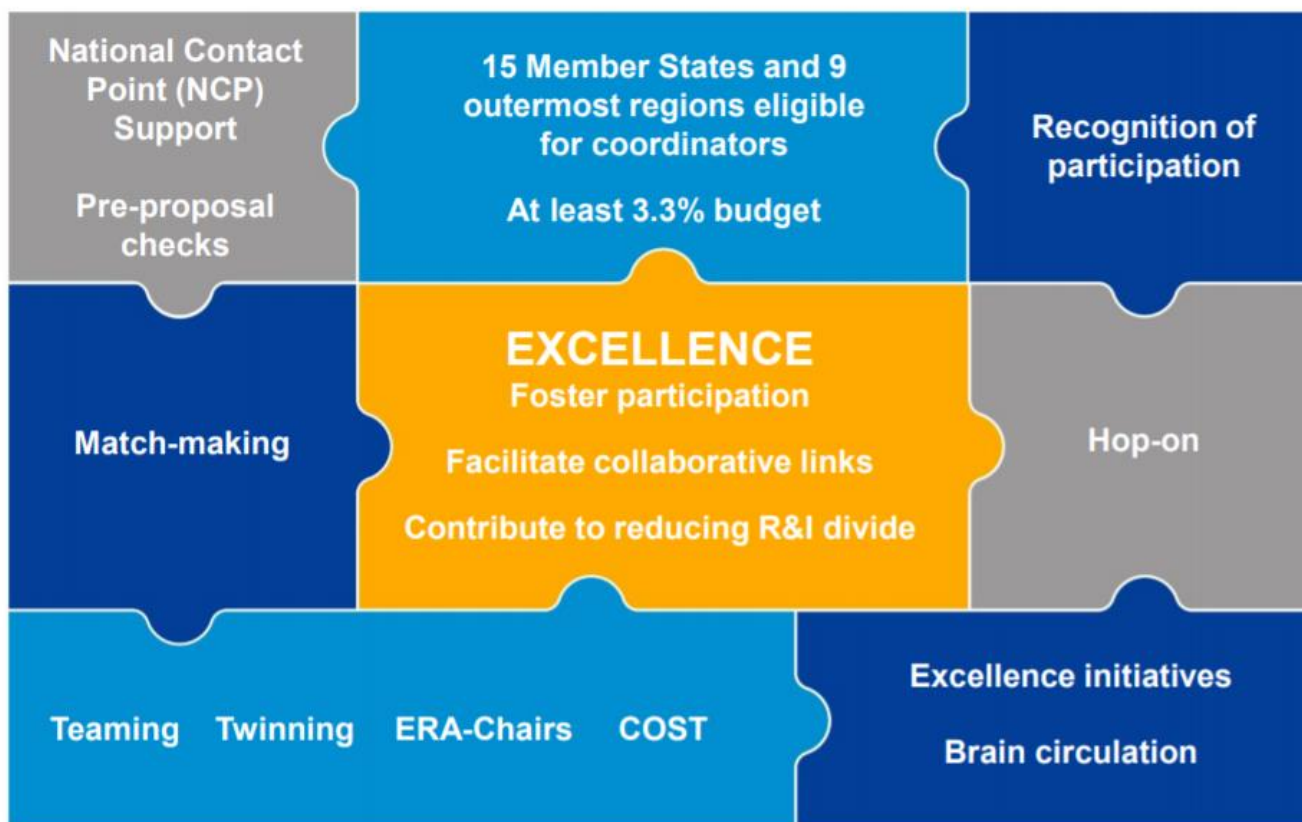 National Contact
Point (NCP)
Support
Pre-proposal
checks
15 Member States and 9
outermost regions eligible
for coordinators
At least 3.3% budget
Recognition of
participation
Match-making
EXCELLENCE
Foster participation
Facilitate collaborative links
Contribute to reducing R&I divide
Hop-on
Teaming Twinning ERA-Chairs COST
Excellence initiatives
Brain circulation